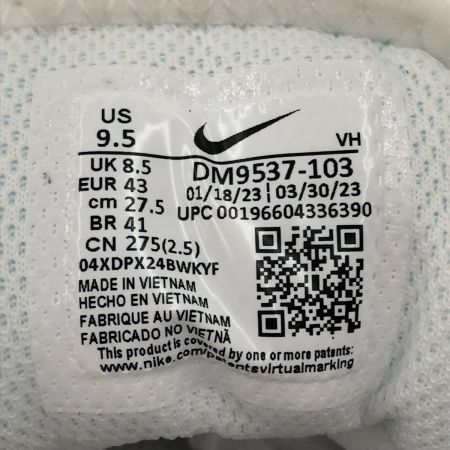 US
9.5
VH
UK 8.5
EUR 43
cm 27.5
BR 41
CN 275(2.5)
DM9537-103
01/18/23 | 03/30/23
UPC 00196604336390
04XDPX24BWKYF
MADE IN VIETNAM
HECHO EN VIETNAM
FABRIQUE AU VIETNAM
FABRICADO NO VIETNÃ
This product is covered by one or more patents:
www.nike.com/patentsvirtualmarking